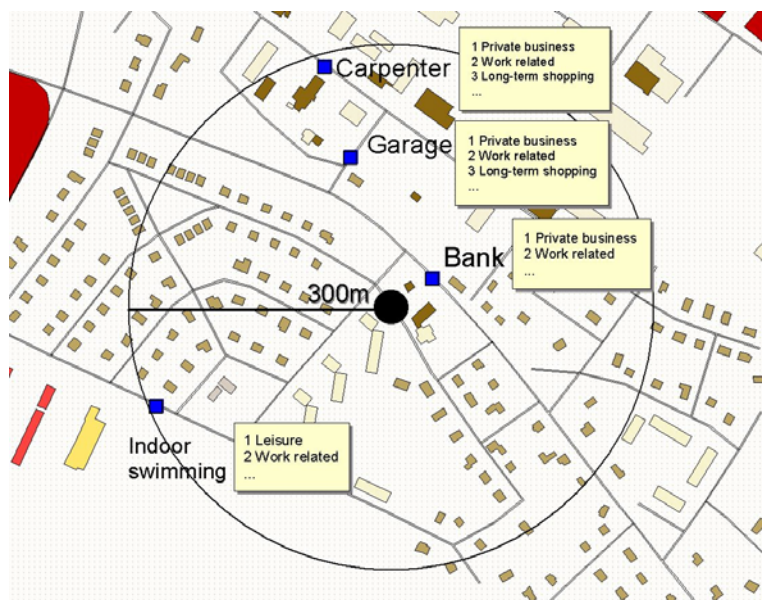 1 Private business
2 Work related
3 Long-term shopping
...
Carpenter
1 Private business
2 Work related
3 Long-term shopping
...
Garage
1 Private business
2 Work related
...
Bank
300m
Indoor
swimming
1 Leisure
2 Work related
...